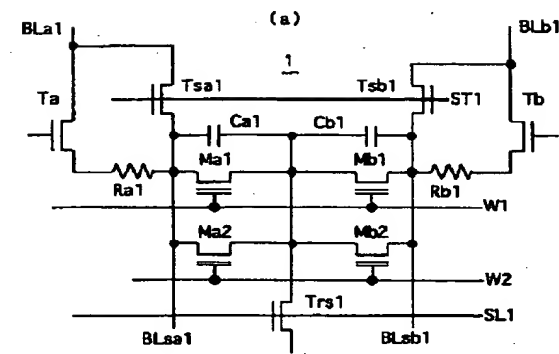 (a)
BLa1
BLb1
1
Ta
Tsa1
Tsb1
ST1
Tb
Ca1
Cb1
Ma1
Mb1
Ra1
Rb1
W1
Ma2
Mb2
W2
Trs1
SL1
BLsa1
BLsb1